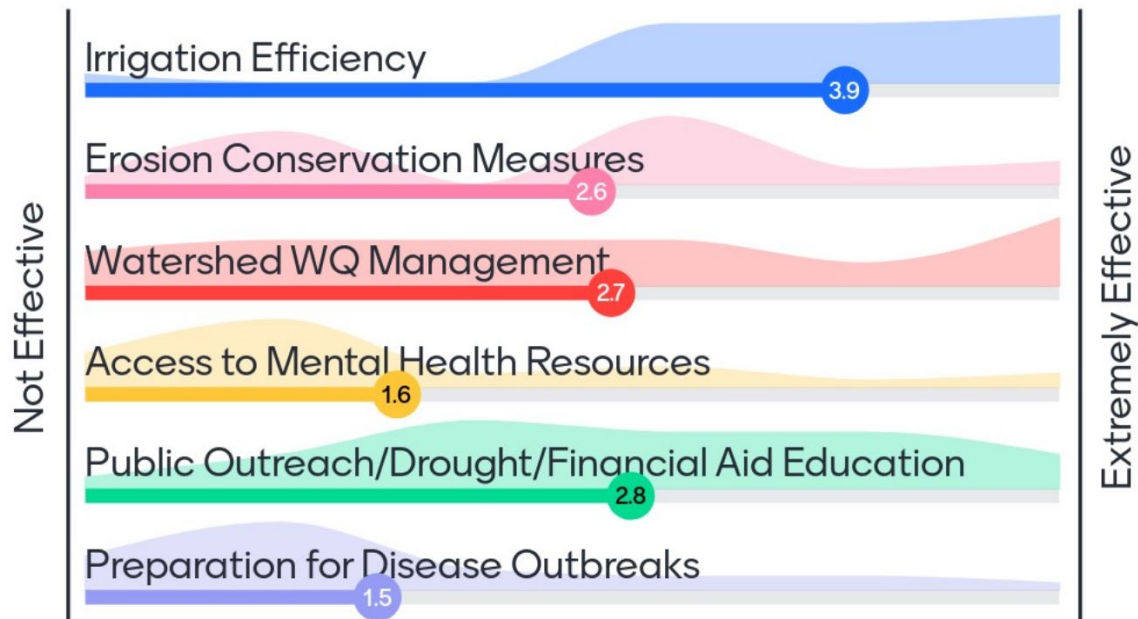 Irrigation Efficiency
3.9
Erosion Conservation Measures
2.6
Watershed WQ Management
2.7
Access to Mental Health Resources
1.6
Public Outreach/Drought/Financial Aid Education
2.8
Preparation for Disease Outbreaks
1.5
Not Effective
Extremely Effective